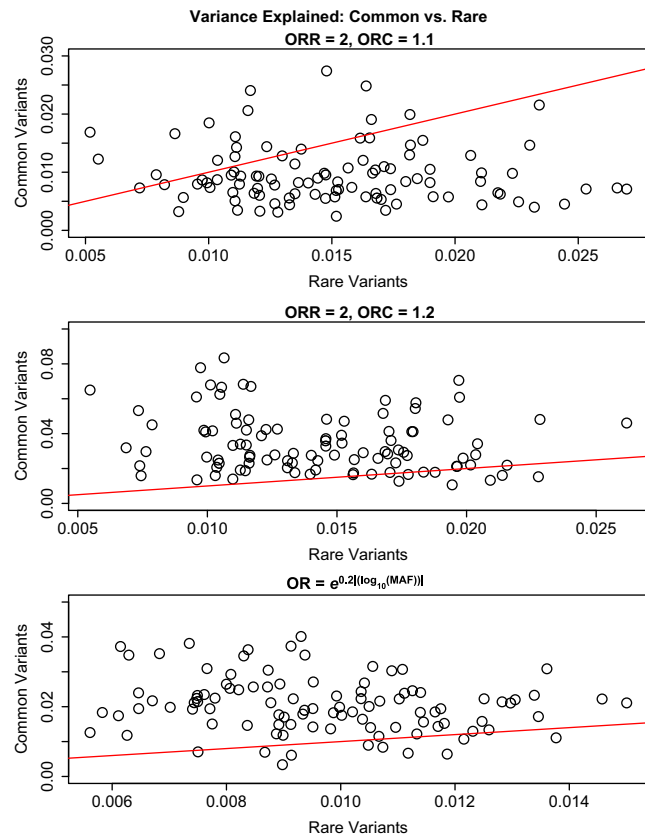 Variance Explained: Common vs. Rare
ORR = 2, ORC = 1.1
0.030
0.020
0.010
0.000
Common Variants
0.005
0.010
0.015
0.020
0.025
Rare Variants
ORR = 2, ORC = 1.2
0.08
0.04
0.00
Common Variants
0.005
0.010
0.015
0.020
0.025
Rare Variants
OR = e^0.2|(log₁₀(MAF))|
0.04
0.02
0.00
Common Variants
0.006
0.008
0.010
0.012
0.014
Rare Variants